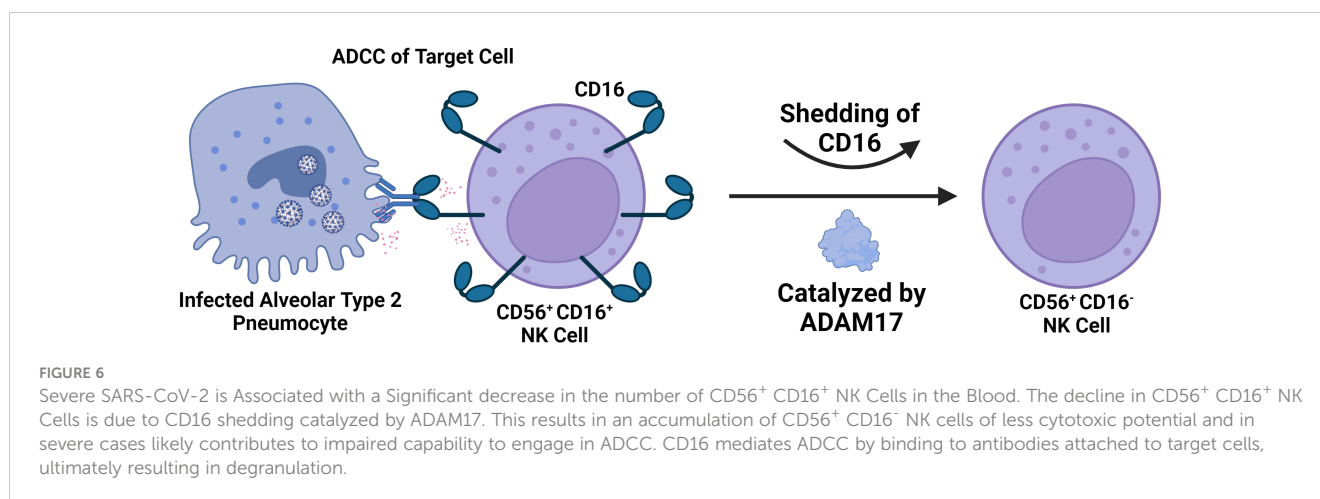 ADCC of Target Cell
CD16
Infected Alveolar Type 2
Pneumocyte
CD56⁺ CD16⁺
NK Cell
Shedding of
CD16
Catalyzed by
ADAM17
CD56⁺ CD16⁻
NK Cell
FIGURE 6
Severe SARS-CoV-2 is Associated with a Significant decrease in the number of CD56⁺ CD16⁺ NK Cells in the Blood. The decline in CD56⁺ CD16⁺ NK
Cells is due to CD16 shedding catalyzed by ADAM17. This results in an accumulation of CD56⁺ CD16⁻ NK cells of less cytotoxic potential and in
severe cases likely contributes to impaired capability to engage in ADCC. CD16 mediates ADCC by binding to antibodies attached to target cells,
ultimately resulting in degranulation.